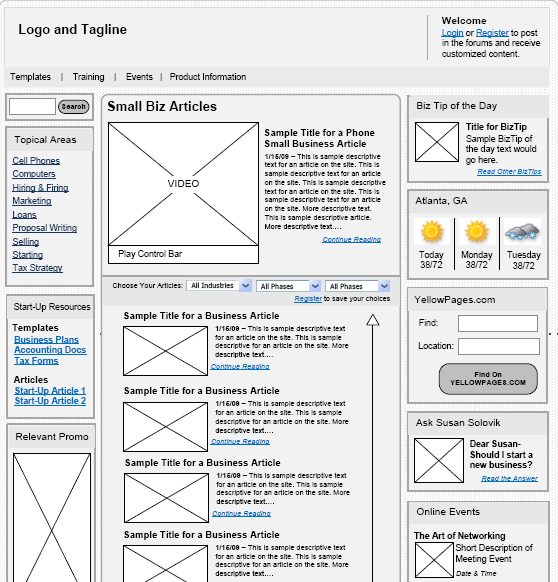 Logo and Tagline
Welcome
Login or Register to post
in the forums and receive
customized content.
Templates | Training | Events | Product Information
Search
Topical Areas
Cell Phones
Computers
Hiring & Firing
Marketing
Loans
Proposal Writing
Selling
Starting
Tax Strategy
Start-Up Resources
Templates
Business Plans
Accounting Docs
Tax Forms
Articles
Start-Up Article 1
Start-Up Article 2
Relevant Promo
Small Biz Articles
VIDEO
Play Control Bar
Sample Title for a Phone
Small Business Article
1/15/09 – This is sample descriptive
text for an article on the site. This is
sample descriptive text for an article
on the site. This is sample descriptive
text for an article on the site. This is
sample descriptive text for an article
on the site. More descriptive text.
This is sample descriptive article.
More descriptive text....
Continue Reading
Choose Your Articles: All Industries All Phases All Phases
Register to save your choices
Sample Title for a Business Article
1/15/09 – This is sample descriptive text
for an article on the site. This is sample
descriptive text for an article on the site.
More descriptive text....
Continue Reading
Sample Title for a Business Article
1/15/09 – This is sample descriptive text
for an article on the site. This is sample
descriptive text for an article on the site. More
descriptive text....
Continue Reading
Sample Title for a Business Article
1/15/09 – This is sample descriptive text
for an article on the site. This is sample
descriptive text for an article on the site. More
descriptive text....
Continue Reading
Sample Title for a Business Article
1/15/09 – This is sample descriptive text
for an article on the site. This is sample
descriptive text for an article on the site. More
descriptive text....
Biz Tip of the Day
Title for BizTip
Sample BizTip of
the day text would
go here.
Read Other BizTips
Atlanta, GA
Today Monday Tuesday
38/72 38/72 38/72
YellowPages.com
Find:
Location:
Find On
YELLOWPAGES.COM
Ask Susan Solovik
Dear Susan-
Should I start a
new business?
Read the Answer
Online Events
The Art of Networking
Short Description of
Meeting Event
Date & Time